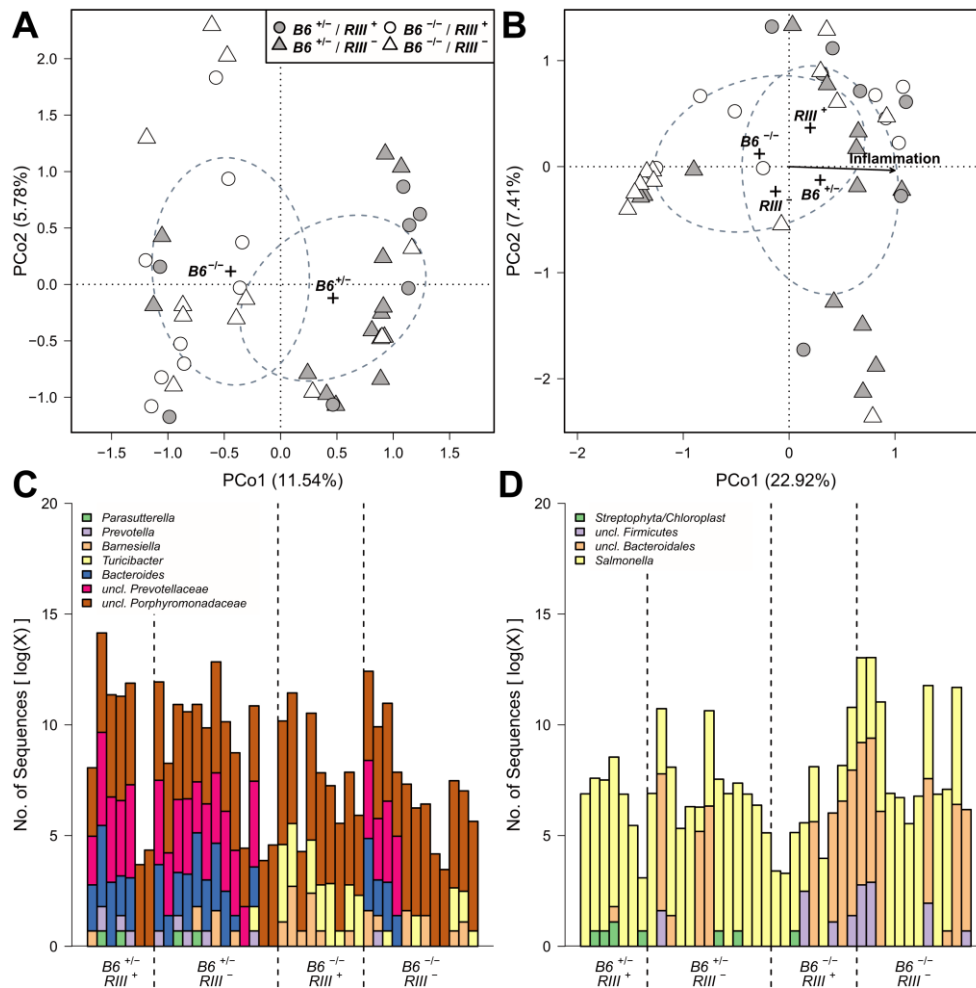 A
B6 +/− / RIII + B6 −/− / RIII +
B6 +/− / RIII − B6 −/− / RIII −
PCo2 (5.78%)
2.0
1.5
1.0
0.5
0.0
−0.5
−1.0
B6 −/−
B6 +/−
−1.5 −1.0 −0.5 0.0 0.5 1.0 1.5
PCo1 (11.54%)
B
PCo2 (7.41%)
1
0
−1
−2
RIII +
B6 −/−
Inflammation
B6 +/−
RIII −
−2 −1 0 1
PCo1 (22.92%)
C
No. of Sequences [ log(X) ]
20
15
10
5
0
Parasutterella
Prevotella
Barnesiella
Turicibacter
Bacteroides
uncl. Prevotellaceae
uncl. Porphyromonadaceae
B6 +/− B6 +/− B6 −/− B6 −/−
RIII + RIII − RIII + RIII −
D
No. of Sequences [ log(X) ]
20
15
10
5
0
Streptophyta/Chloroplast
uncl. Firmicutes
uncl. Bacteroidales
Salmonella
B6 +/− B6 +/− B6 −/− B6 −/−
RIII + RIII − RIII + RIII −